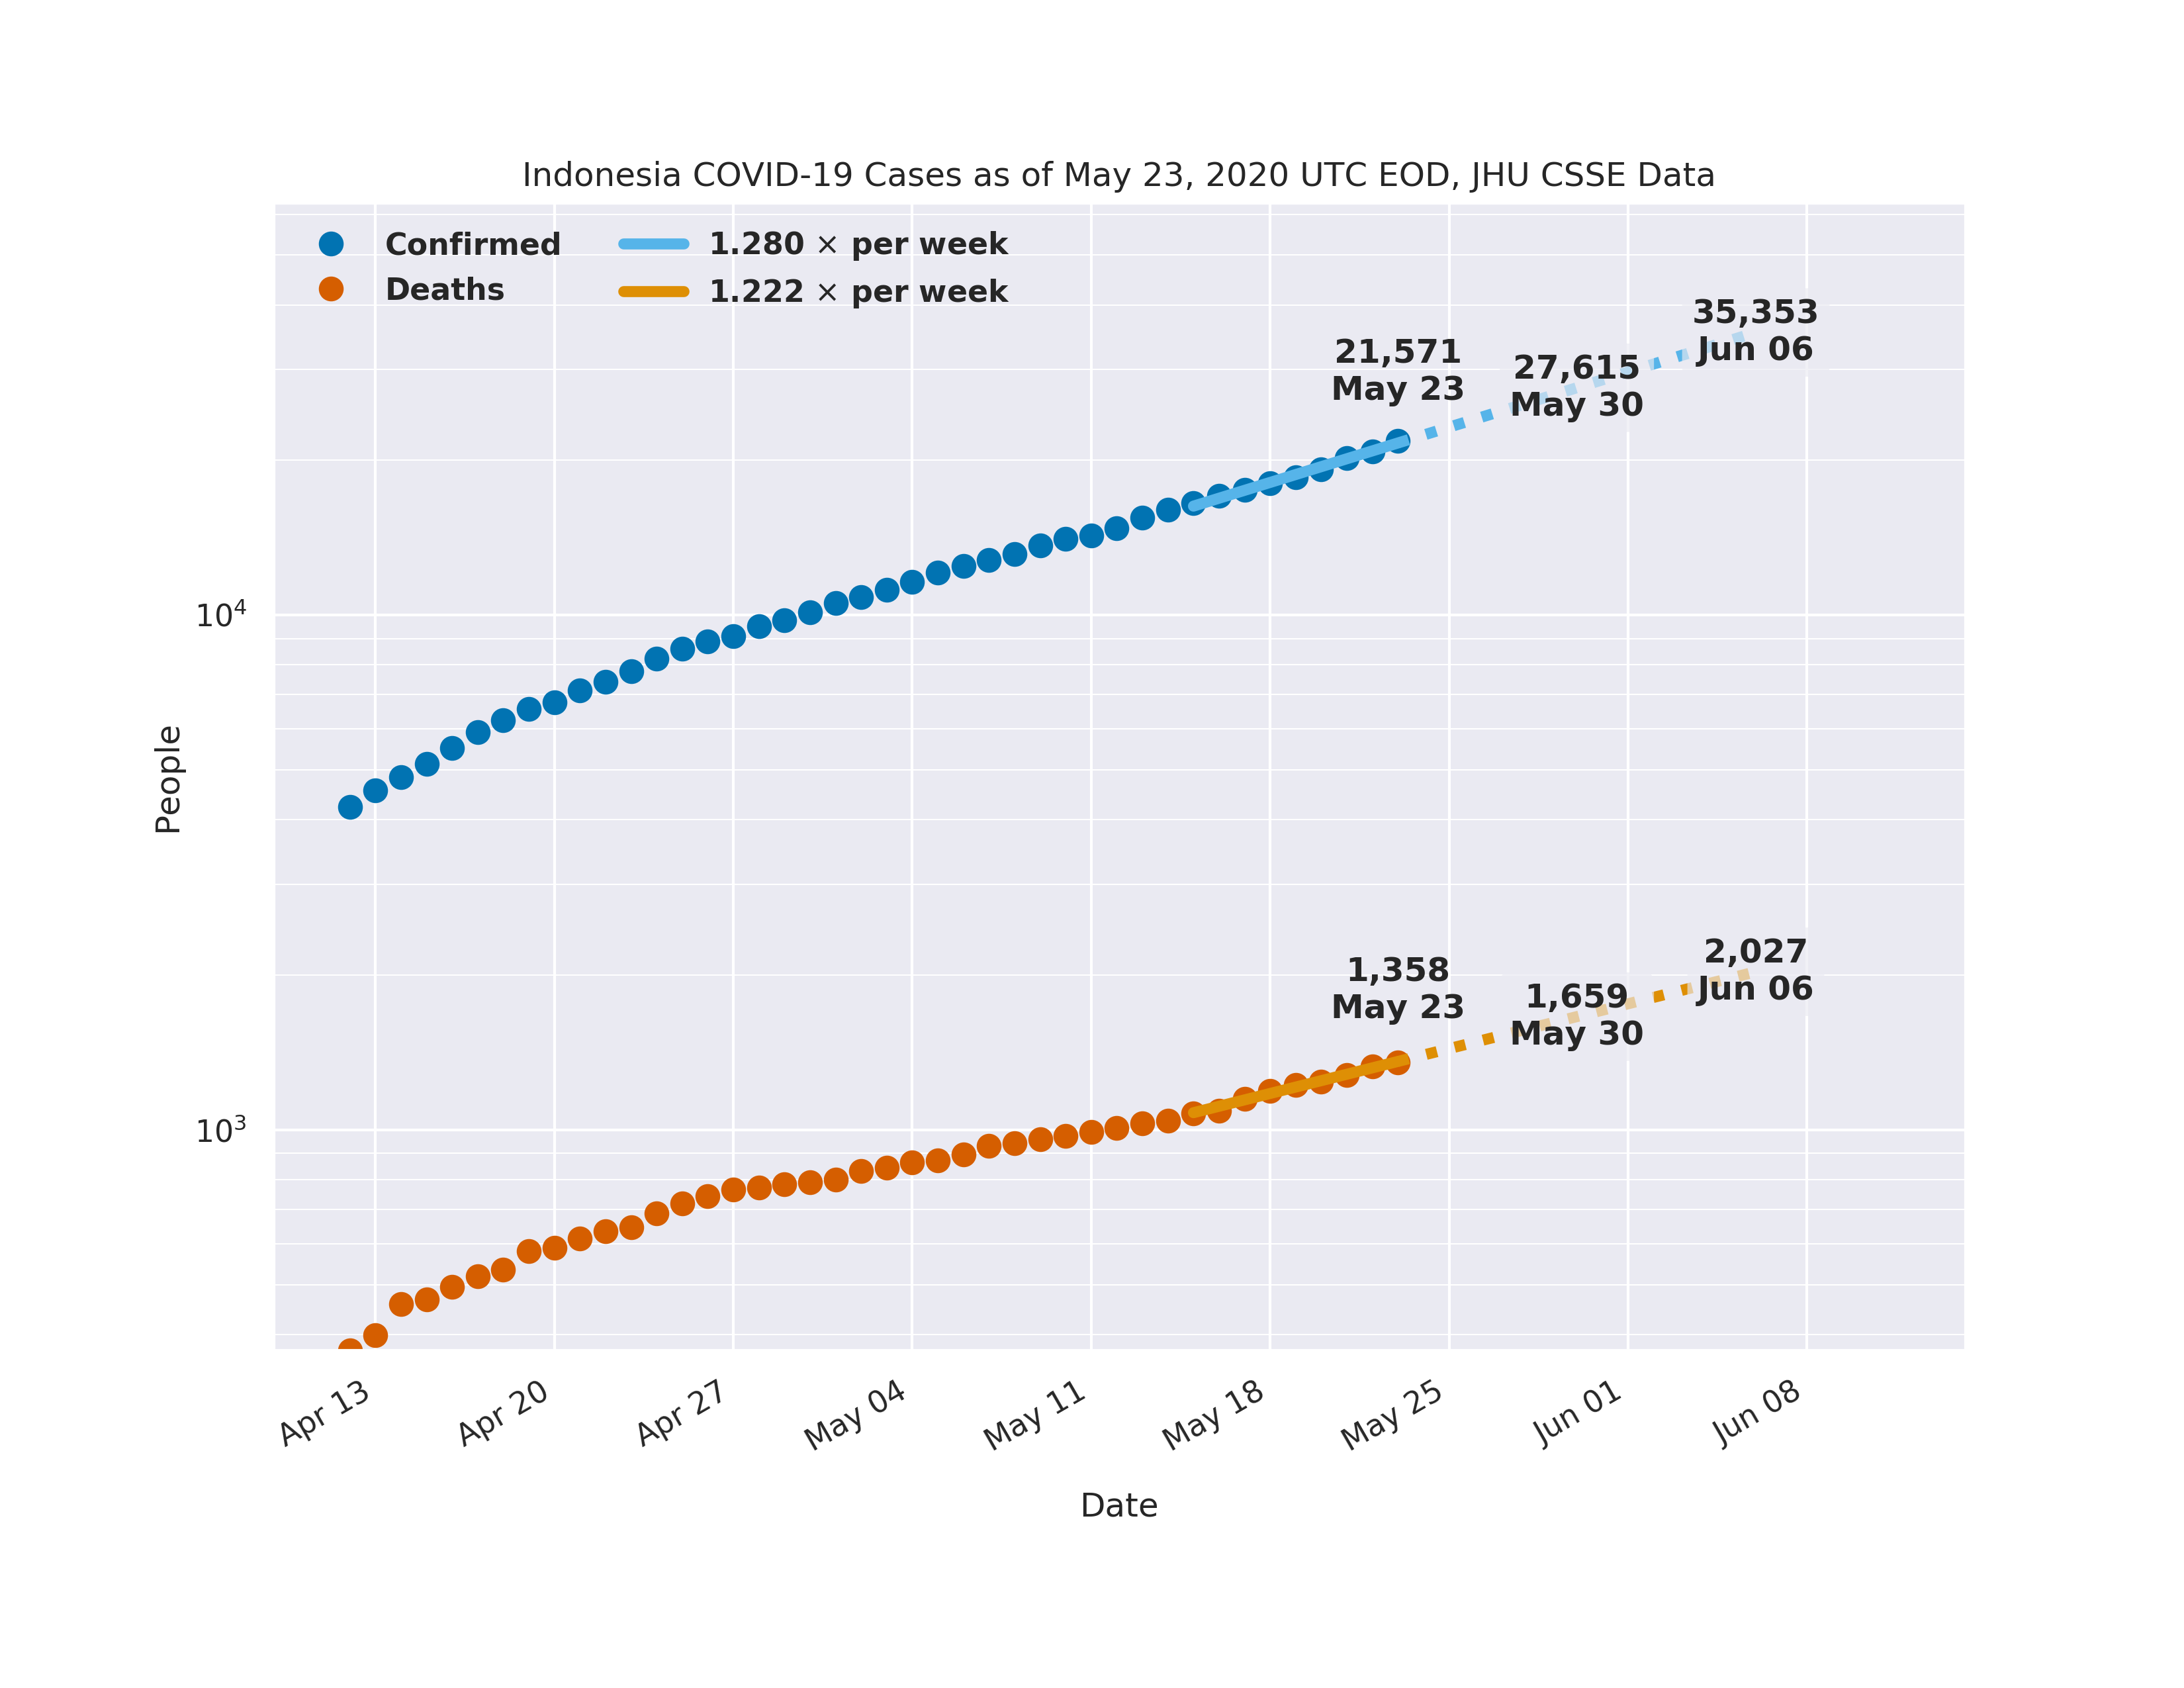 Indonesia COVID-19 Cases as of May 23, 2020 UTC EOD, JHU CSSE Data
Confirmed
Deaths
1.280 × per week
1.222 × per week
35,353
Jun 06
21,571
May 23
27,615
May 30
2,027
Jun 06
1,358
May 23
1,659
May 30
People
10⁴
10³
Apr 13
Apr 20
Apr 27
May 04
May 11
May 18
May 25
Jun 01
Jun 08
Date